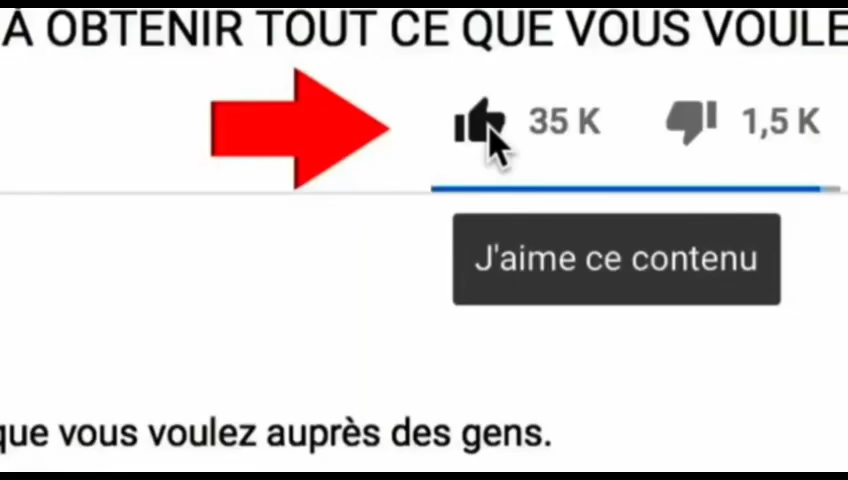 À OBTENIR TOUT CE QUE VOUS VOULE
35 K 1,5 K
J'aime ce contenu
que vous voulez auprès des gens.